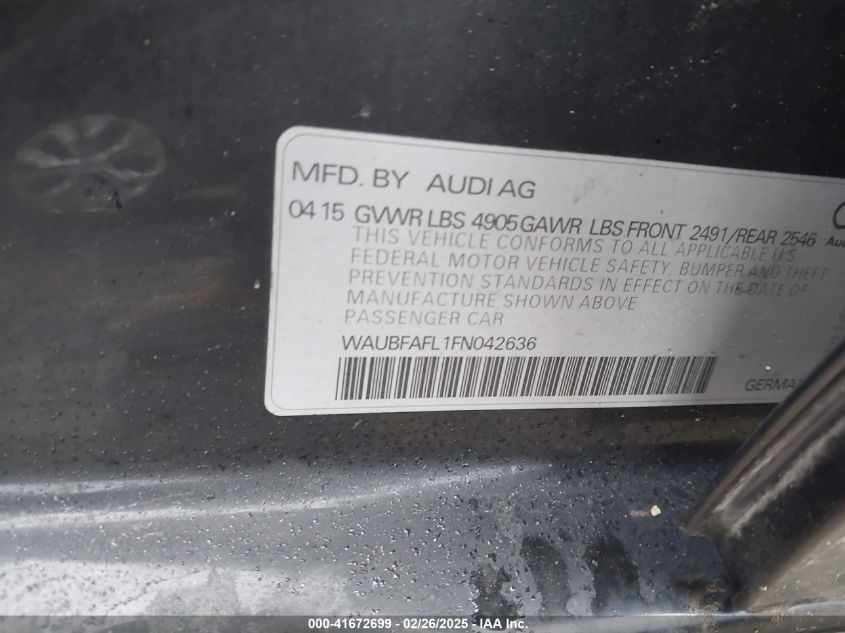 MFD. BY AUDI AG
04 15 GVWR LBS 4905 GAWR LBS FRONT 2491/REAR 2546
THIS VEHICLE CONFORMS TO ALL APPLICABLE U.S
FEDERAL MOTOR VEHICLE SAFETY, BUMPER AND THEFT
PREVENTION STANDARDS IN EFFECT ON THE DATE OF
MANUFACTURE SHOWN ABOVE
PASSENGER CAR
WAUBFAFL1FN042636
000-41672699 - 02/26/2025 - IAA Inc.